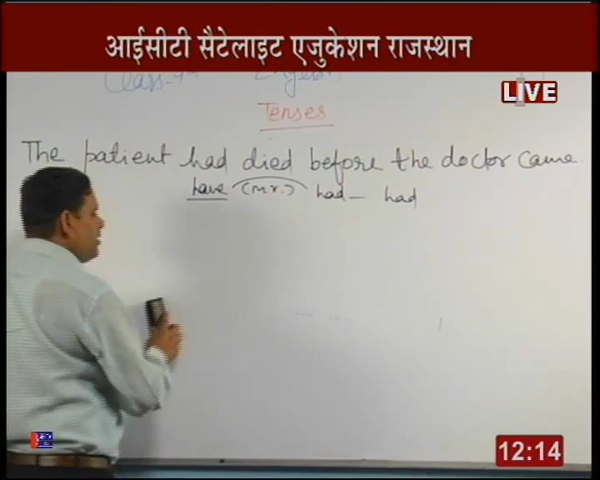 आईसीटी सैटेलाइट एजुकेशन राजस्थान
LIVE
Tenses
The patient had died before the doctor came
have (mv.) had – had
12:14